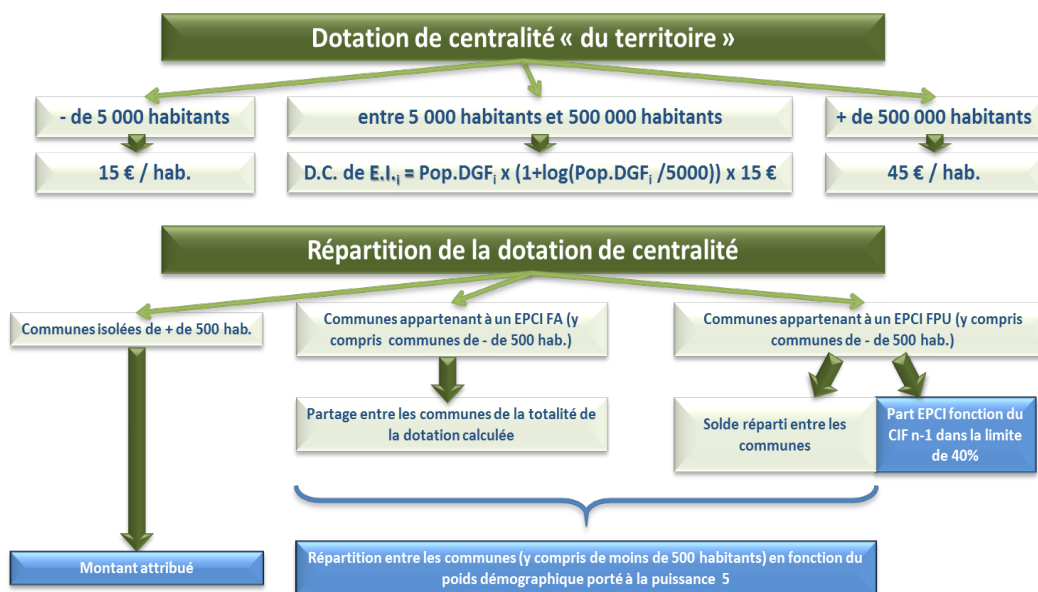 Dotation de centralité « du territoire »
- de 5 000 habitants
entre 5 000 habitants et 500 000 habitants
+ de 500 000 habitants
15 € / hab.
D.C. de E.I.i = Pop.DGFi x (1+log(Pop.DGFi /5000)) x 15 €
45 € / hab.
Répartition de la dotation de centralité
Communes isolées de + de 500 hab.
Communes appartenant à un EPCI FA (y
compris communes de - de 500 hab.)
Communes appartenant à un EPCI FPU (y compris
communes de - de 500 hab.)
Partage entre les communes de la totalité de
la dotation calculée
Solde réparti entre les
communes
Part EPCI fonction du
CIF n-1 dans la limite
de 40%
Montant attribué
Répartition entre les communes (y compris de moins de 500 habitants) en fonction du
poids démographique porté à la puissance 5